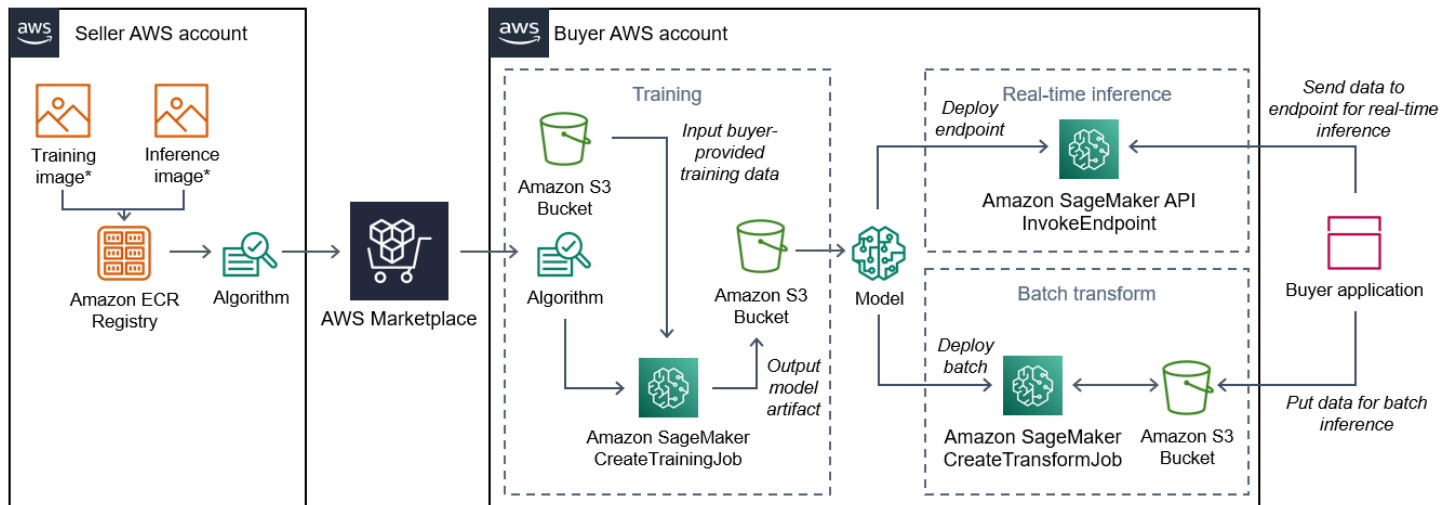 aws
Seller AWS account
Training
image*
Inference
image*
Amazon ECR
Registry
Algorithm
AWS Marketplace
aws
Buyer AWS account
Training
Amazon S3
Bucket
Input buyer-
provided
training data
Algorithm
Amazon S3
Bucket
Output
model
artifact
Amazon SageMaker
CreateTrainingJob
Model
Real-time inference
Deploy
endpoint
Amazon SageMaker API
InvokeEndpoint
Batch transform
Deploy
batch
Amazon SageMaker
CreateTransformJob
Amazon S3
Bucket
Send data to
endpoint for real-time
inference
Buyer application
Put data for batch
inference